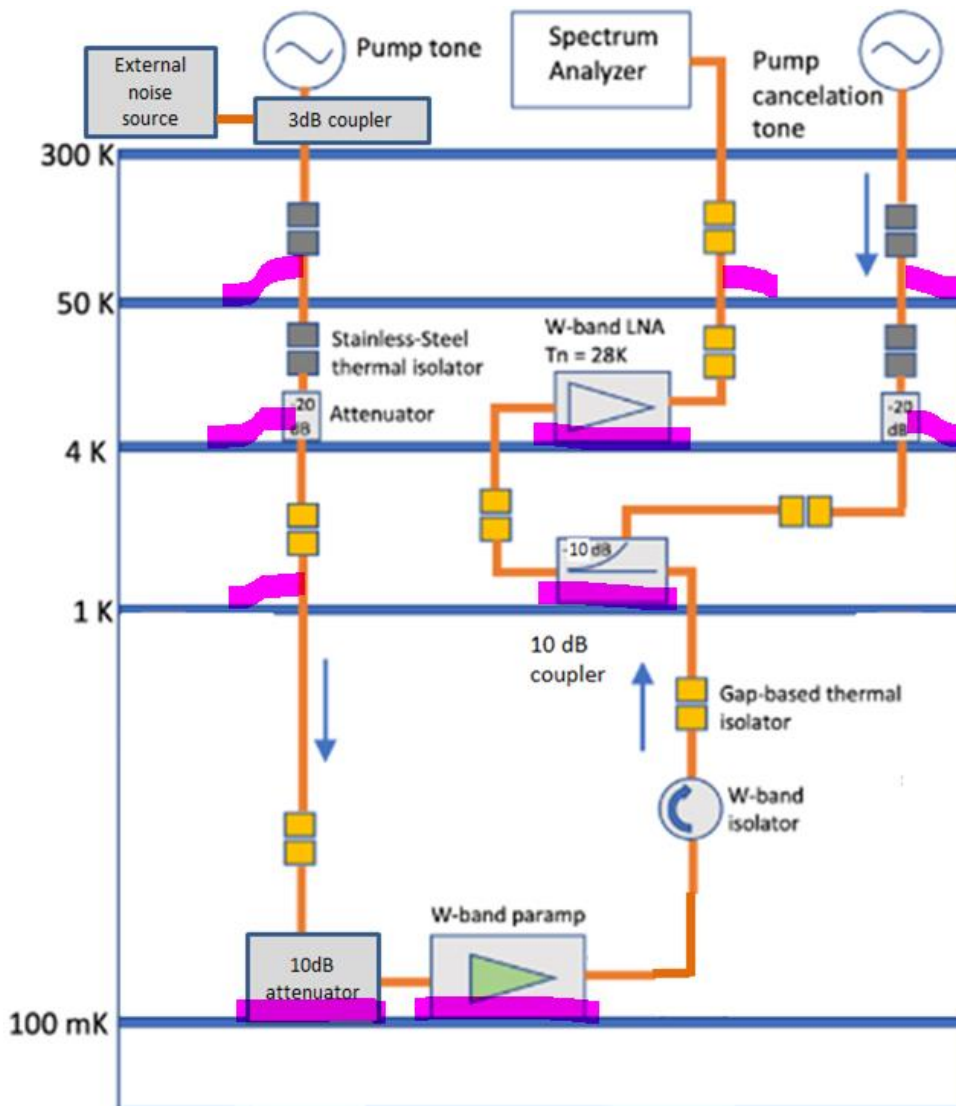 External
noise
source
Pump tone
3dB coupler
Spectrum
Analyzer
Pump
cancelation
tone
300 K
50 K
Stainless-Steel
thermal isolator
-20
dB
Attenuator
W-band LNA
Tn = 28K
-20
dB
4 K
-10 dB
1 K
10 dB
coupler
Gap-based thermal
isolator
W-band
isolator
W-band paramp
10dB
attenuator
100 mK